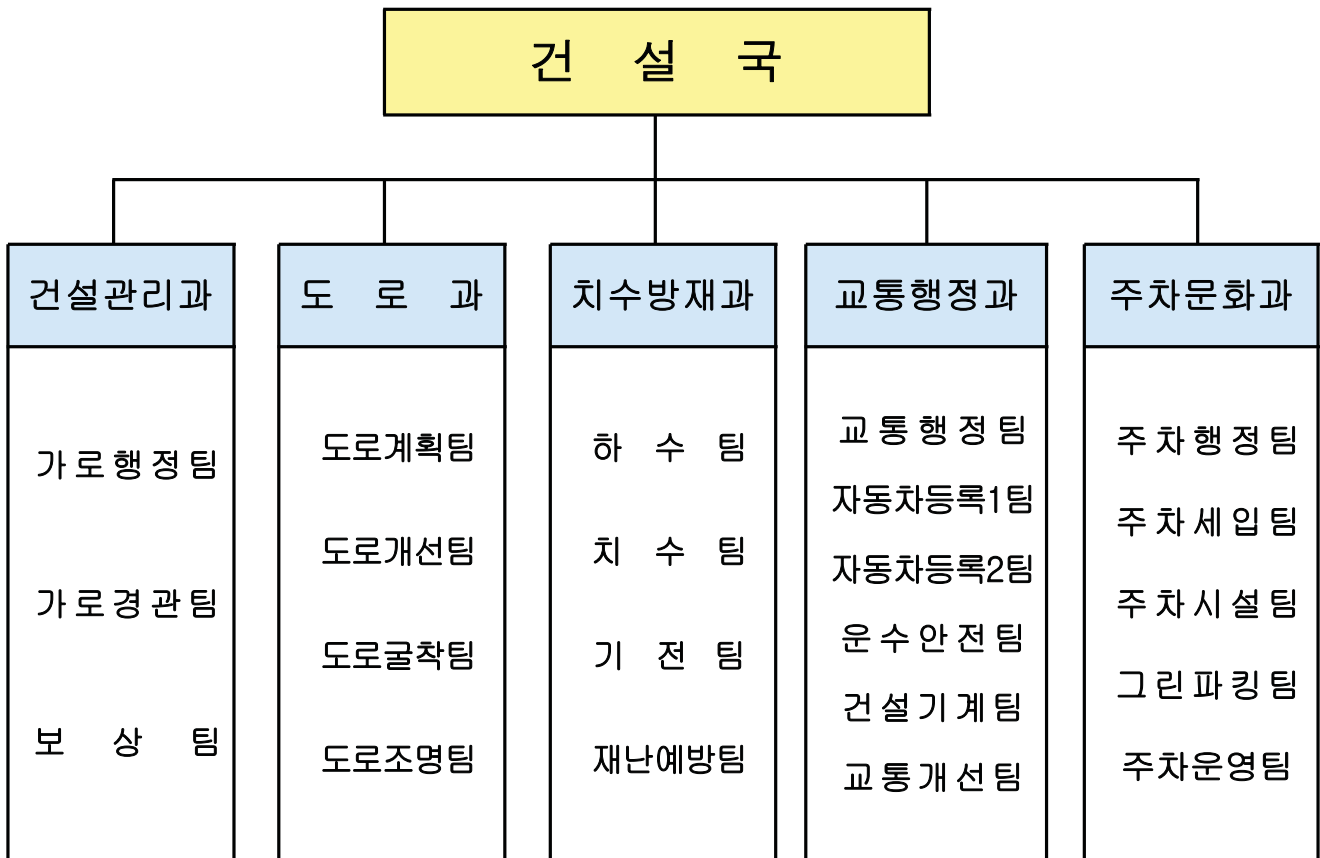 건 설 국
건설관리과
가로행정팀
가로경관팀
보 상 팀
도 로 과
도로계획팀
도로개선팀
도로굴착팀
도로조명팀
치수방재과
하 수 팀
치 수 팀
기 전 팀
재난예방팀
교통행정과
교통행정팀
자동차등록1팀
자동차등록2팀
운수안전팀
건설기계팀
교통개선팀
주차문화과
주차행정팀
주차세입팀
주차시설팀
그린파킹팀
주차운영팀